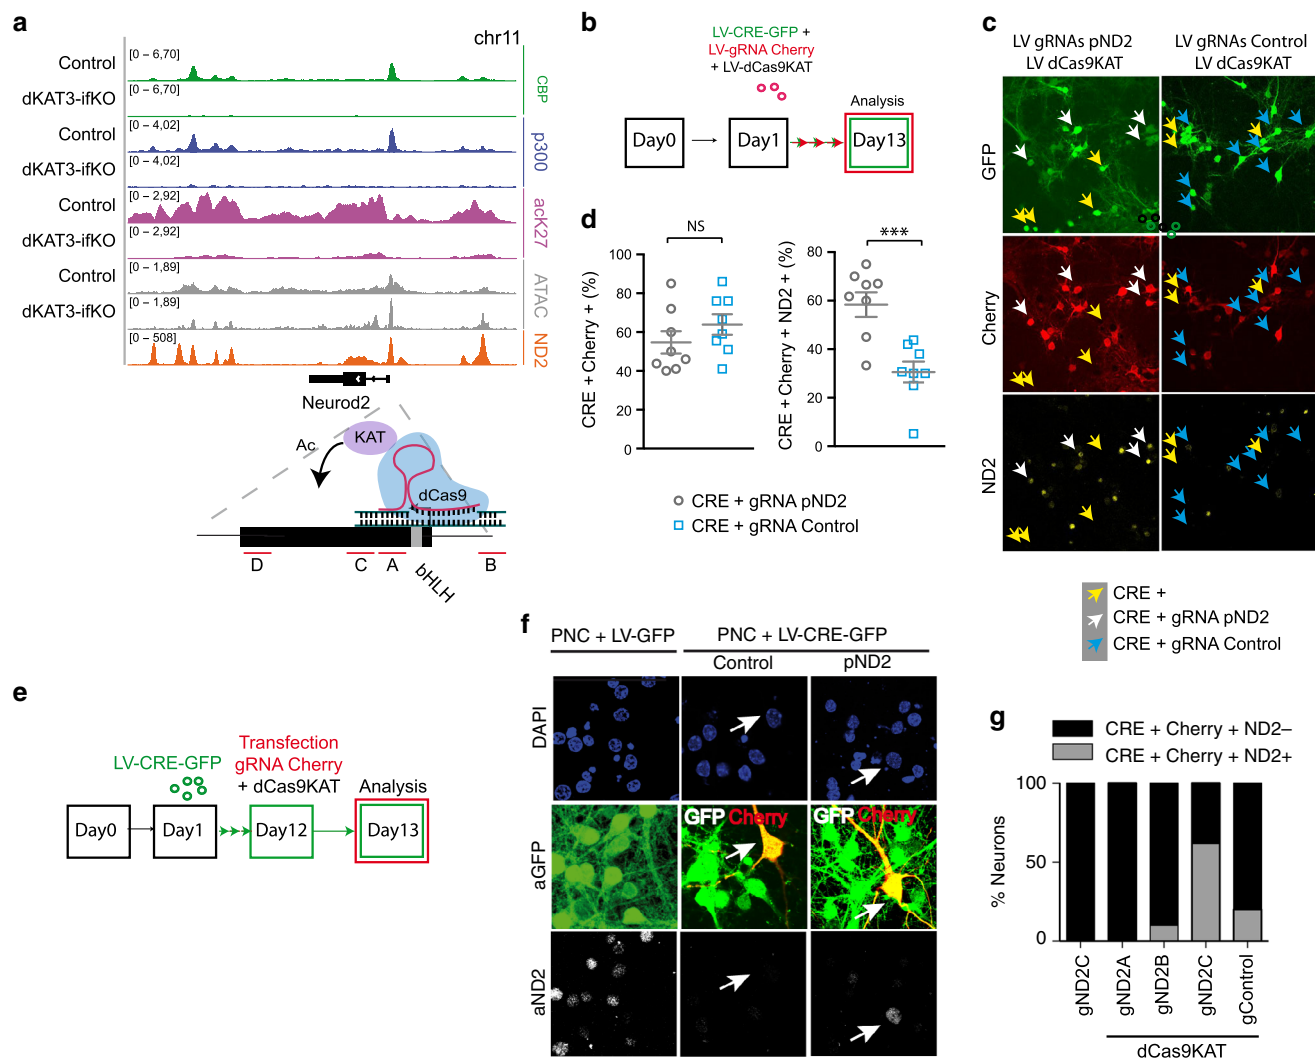 a
chr11
Control
[0 – 6,70]
dKAT3-ifKO
[0 – 6,70]
CBP
Control
[0 – 4,02]
dKAT3-ifKO
[0 – 4,02]
p300
Control
[0 – 2,92]
dKAT3-ifKO
[0 – 2,92]
acK27
Control
[0 – 1,89]
dKAT3-ifKO
[0 – 1,89]
ATAC
[0 – 508]
ND2
Neurod2
Ac
KAT
dCas9
D
C
A
bHLH
B
b
LV-CRE-GFP +
LV-gRNA Cherry
+ LV-dCas9KAT
Analysis
Day0
Day1
Day13
c
LV gRNAs pND2
LV dCas9KAT
LV gRNAs Control
LV dCas9KAT
GFP
Cherry
ND2
CRE +
CRE + gRNA pND2
CRE + gRNA Control
d
NS
CRE + Cherry + (%)
100
80
60
40
20
0
***
CRE + Cherry + ND2 + (%)
80
60
40
20
0
CRE + gRNA pND2
CRE + gRNA Control
e
LV-CRE-GFP
Transfection
gRNA Cherry
+ dCas9KAT
Analysis
Day0
Day1
Day12
Day13
f
PNC + LV-GFP
PNC + LV-CRE-GFP
Control
pND2
DAPI
aGFP
GFP Cherry
GFP Cherry
aND2
g
CRE + Cherry + ND2–
CRE + Cherry + ND2+
% Neurons
100
50
0
gND2C
gND2A
gND2B
gND2C
gControl
dCas9KAT